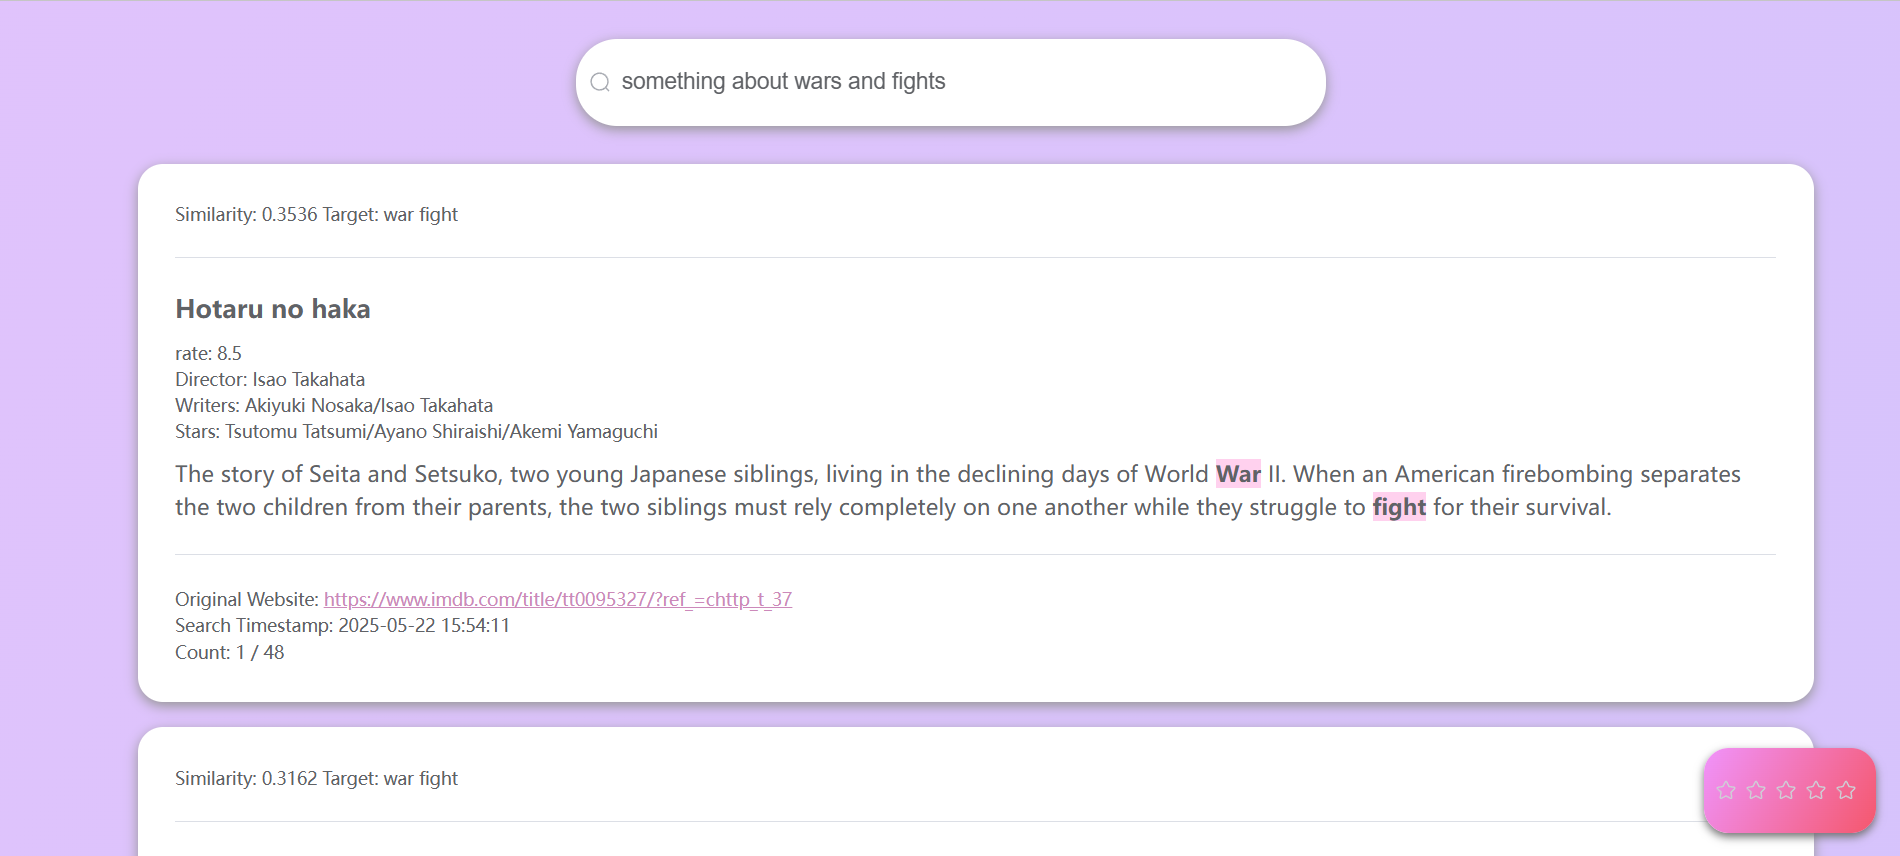 something about wars and fights
Similarity: 0.3536 Target: war fight
Hotaru no haka
rate: 8.5
Director: Isao Takahata
Writers: Akiyuki Nosaka/Isao Takahata
Stars: Tsutomu Tatsumi/Ayano Shiraishi/Akemi Yamaguchi
The story of Seita and Setsuko, two young Japanese siblings, living in the declining days of World War II. When an American firebombing separates
the two children from their parents, the two siblings must rely completely on one another while they struggle to fight for their survival.
Original Website: https://www.imdb.com/title/tt0095327/?ref_=chttp_t_37
Search Timestamp: 2025-05-22 15:54:11
Count: 1 / 48
Similarity: 0.3162 Target: war fight